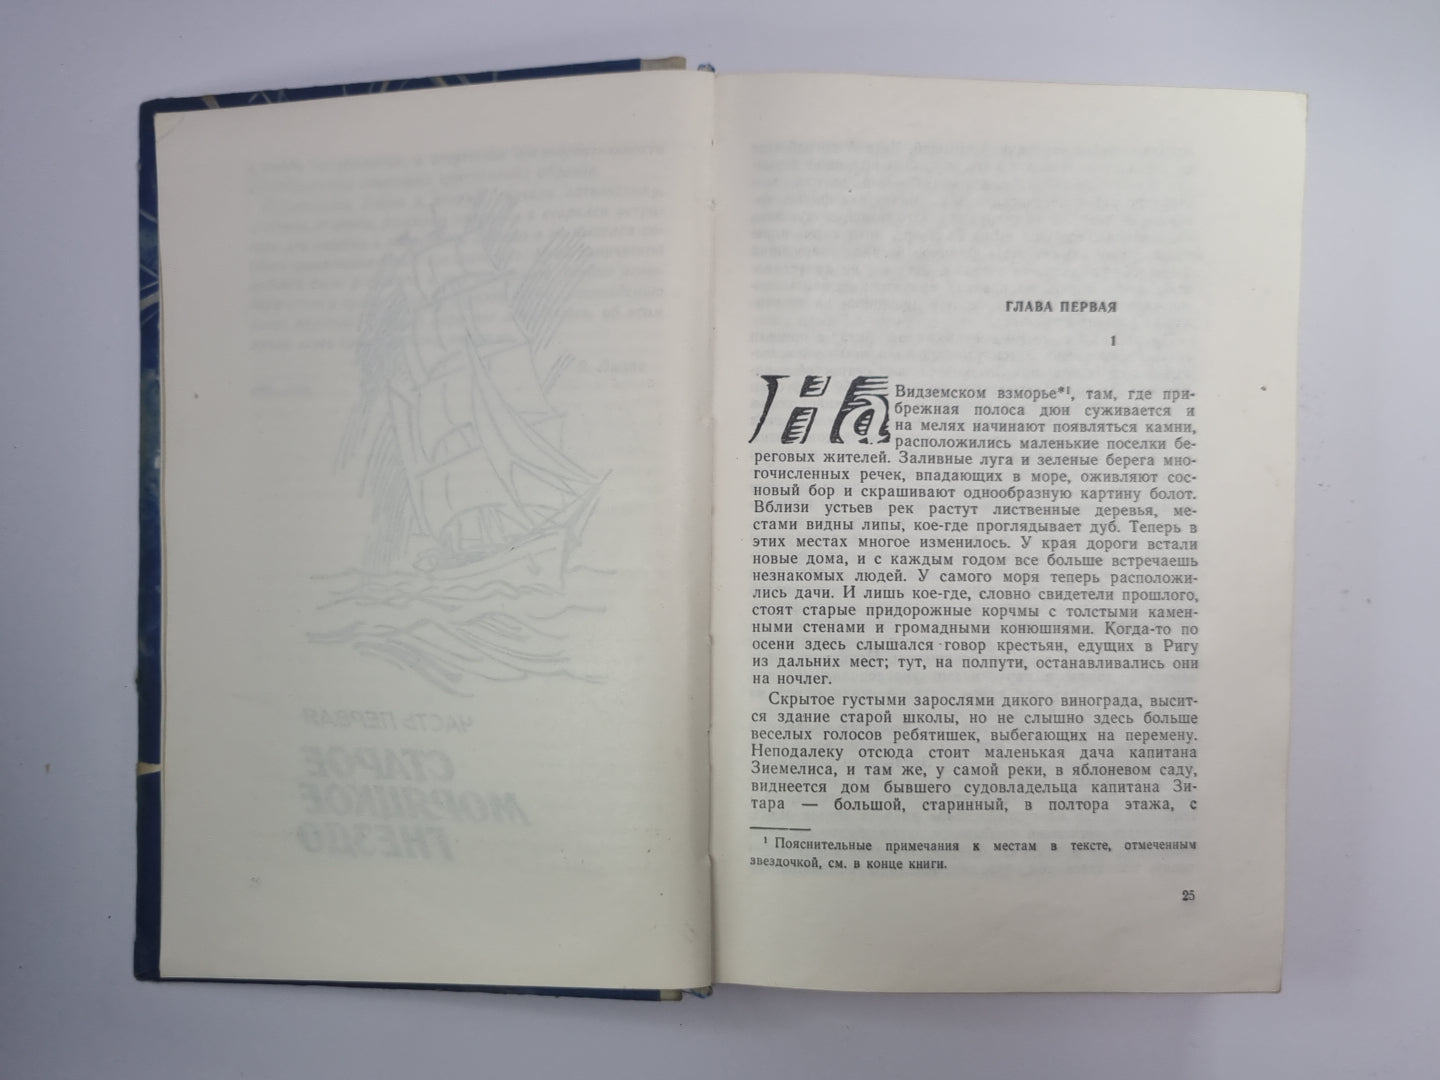 ЧАСТЬ ПЕРВАЯ
СТАРОЕ
МОРЯЦКОЕ
ГНЕЗДО
ГЛАВА ПЕРВАЯ
1
На Видземском взморье*¹, там, где при-
брежная полоса дюн суживается и
на мелях начинают появляться камни,
расположились маленькие поселки бе-
реговых жителей. Заливные луга и зеленые берега мно-
гочисленных речек, впадающих в море, оживляют сос-
новый бор и скрашивают однообразную картину болот.
Вблизи устьев рек растут лиственные деревья, ме-
стами видны липы, кое-где проглядывает дуб. Теперь в
этих местах многое изменилось. У края дороги встали
новые дома, и с каждым годом все больше встречаешь
незнакомых людей. У самого моря теперь расположи-
лись дачи. И лишь кое-где, словно свидетели прошлого,
стоят старые придорожные корчмы с толстыми камен-
ными стенами и громадными конюшнями. Когда-то по
осени здесь слышался говор крестьян, едущих в Ригу
из дальних мест; тут, на полпути, останавливались они
на ночлег.
Скрытое густыми зарослями дикого винограда, высит-
ся здание старой школы, но не слышно здесь больше
веселых голосов ребятишек, выбегающих на перемену.
Неподалеку отсюда стоит маленькая дача капитана
Зиемелиса, и там же, у самой реки, в яблоневом саду,
виднеется дом бывшего судовладельца капитана Зи-
тара — большой, старинный, в полтора этажа, с
¹ Пояснительные примечания к местам в тексте, отмеченным
звездочкой, см. в конце книги.
25